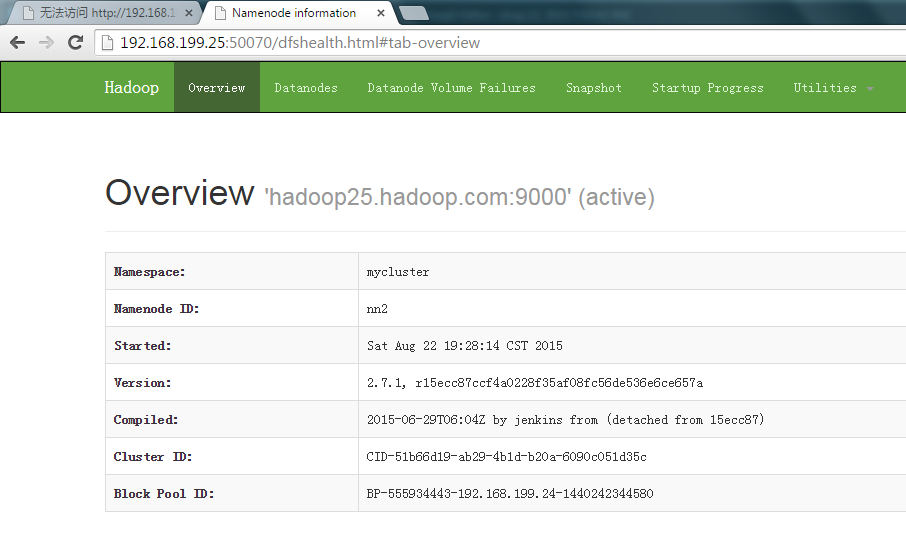 无法访问 http://192.168.1
Namenode information
192.168.199.25:50070/dfshealth.html#tab-overview
Hadoop Overview Datanodes Datanode Volume Failures Snapshot Startup Progress Utilities
Overview 'hadoop25.hadoop.com:9000' (active)
Namespace: mycluster
Namenode ID: nn2
Started: Sat Aug 22 19:28:14 CST 2015
Version: 2.7.1, r15ecc87ccf4a0228f35af08fc56de536e6ce657a
Compiled: 2015-06-29T06:04Z by jenkins from (detached from 15ecc87)
Cluster ID: CID-51b66d19-ab29-4b1d-b20a-6090c051d35c
Block Pool ID: BP-555934443-192.168.199.24-1440242344580